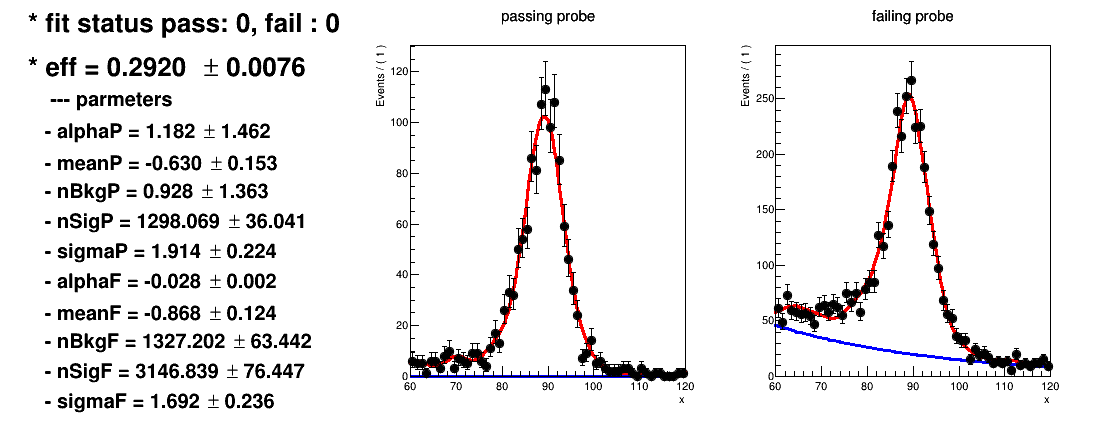 * fit status pass: 0, fail : 0
* eff = 0.2920 ± 0.0076
--- parmeters
- alphaP = 1.182 ± 1.462
- meanP = -0.630 ± 0.153
- nBkgP = 0.928 ± 1.363
- nSigP = 1298.069 ± 36.041
- sigmaP = 1.914 ± 0.224
- alphaF = -0.028 ± 0.002
- meanF = -0.868 ± 0.124
- nBkgF = 1327.202 ± 63.442
- nSigF = 3146.839 ± 76.447
- sigmaF = 1.692 ± 0.236
passing probe
Events / ( 1 )
120
100
80
60
40
20
0
60 70 80 90 100 110 120
x
failing probe
Events / ( 1 )
250
200
150
100
50
0
60 70 80 90 100 110 120
x